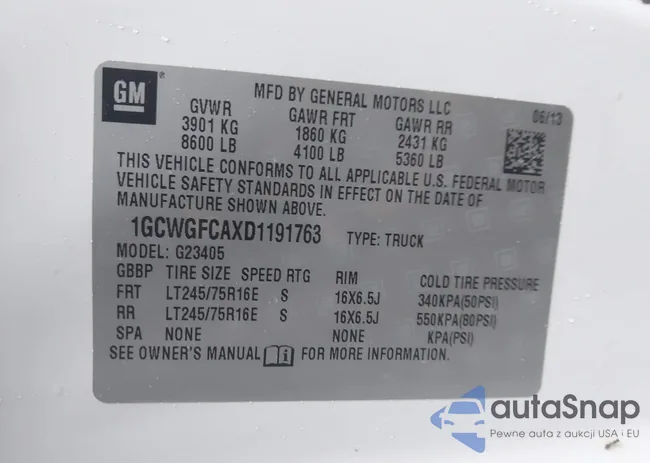 GM ®
MFD BY GENERAL MOTORS LLC
06/13
GVWR GAWR FRT GAWR RR
3901 KG 1860 KG 2431 KG
8600 LB 4100 LB 5360 LB
THIS VEHICLE CONFORMS TO ALL APPLICABLE U.S. FEDERAL MOTOR
VEHICLE SAFETY STANDARDS IN EFFECT ON THE DATE OF
MANUFACTURE SHOWN ABOVE.
1GCWGFCAXD1191763 TYPE: TRUCK
MODEL: G23405
GBBP TIRE SIZE SPEED RTG RIM COLD TIRE PRESSURE
FRT LT245/75R16E S 16X6.5J 340KPA(50PSI)
RR LT245/75R16E S 16X6.5J 550KPA(80PSI)
SPA NONE NONE KPA(PSI)
SEE OWNER'S MANUAL i FOR MORE INFORMATION.
autaSnap
Pewne auta z aukcji USA i EU